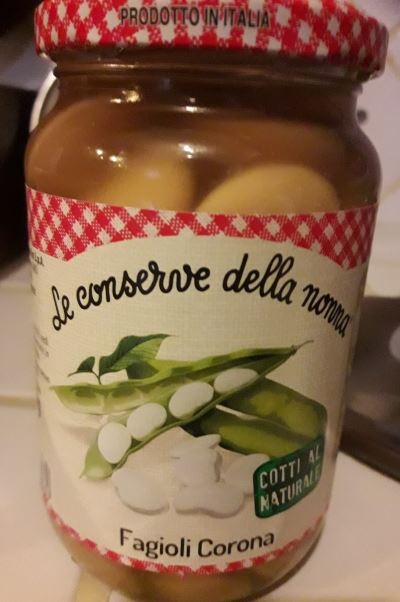 PRODOTTO IN ITALIA
Le conserve della nonna
COTTI AL
NATURALE
Fagioli Corona